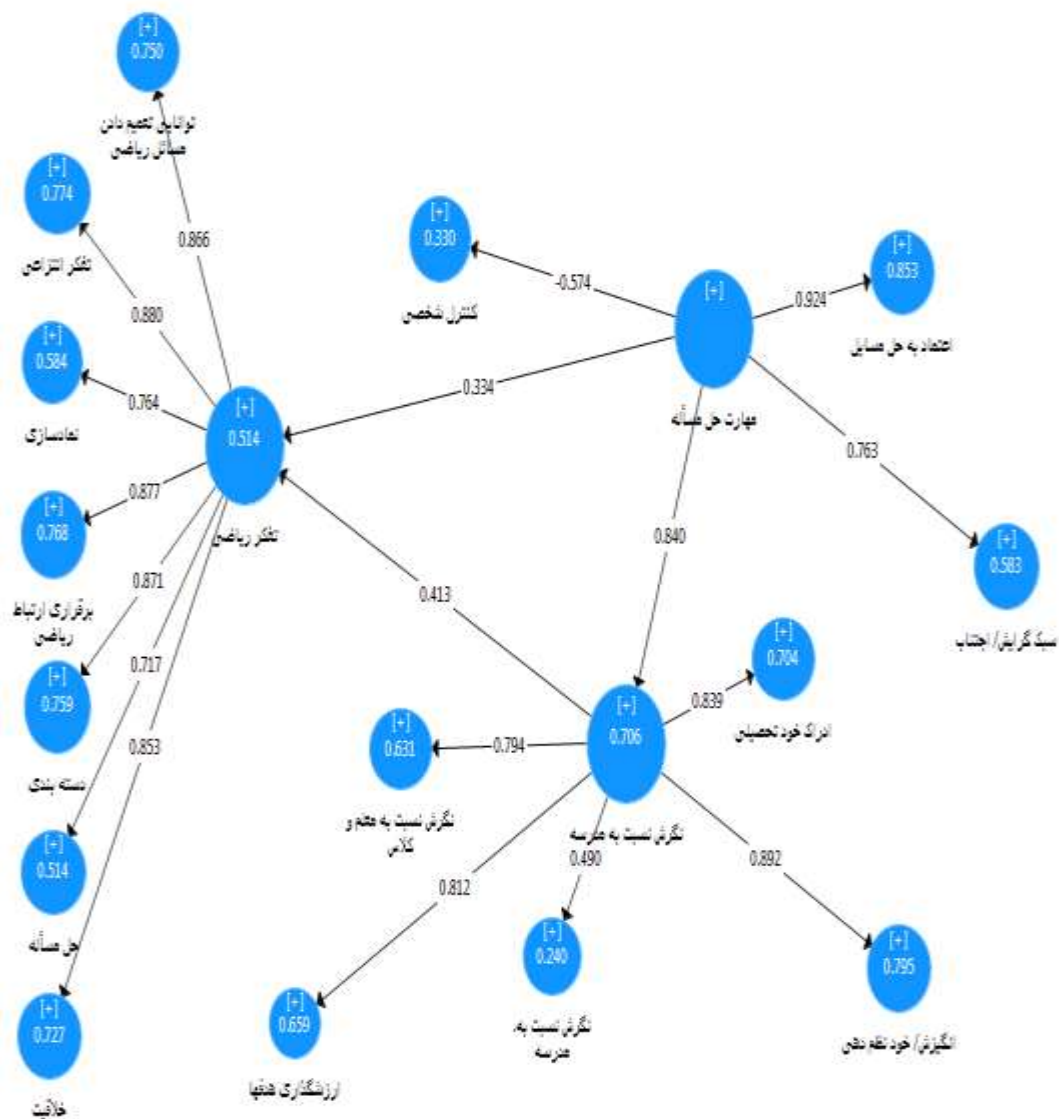 [+]
0.750
توانایی تعمیم دادن
مسائل ریاضی
[+]
0.774
تفکر انتزاعی
[+]
0.584
نمادسازی
[+]
0.768
برقراری ارتباط
ریاضی
[+]
0.759
دسته بندی
[+]
0.514
حل مسأله
[+]
0.727
خلاقیت
0.866
0.880
0.764
0.877
0.871
0.717
0.853
[+]
0.514
تفکر ریاضی
[+]
0.330
کنترل شخصی
-0.574
[+]
مهارت حل مسأله
0.924
[+]
0.853
اعتماد به حل مسایل
0.763
[+]
0.583
سبک گرایش/ اجتناب
0.334
0.840
0.413
[+]
0.706
نگرش نسبت به مدرسه
0.839
[+]
0.704
ادراک خود تحصیلی
0.794
[+]
0.631
نگرش نسبت به معلم و
کلاس
0.812
[+]
0.659
ارزشگذاری هدفها
0.490
[+]
0.240
نگرش نسبت به.
مدرسه
0.892
[+]
0.795
انگیزش/ خود نظم دهی